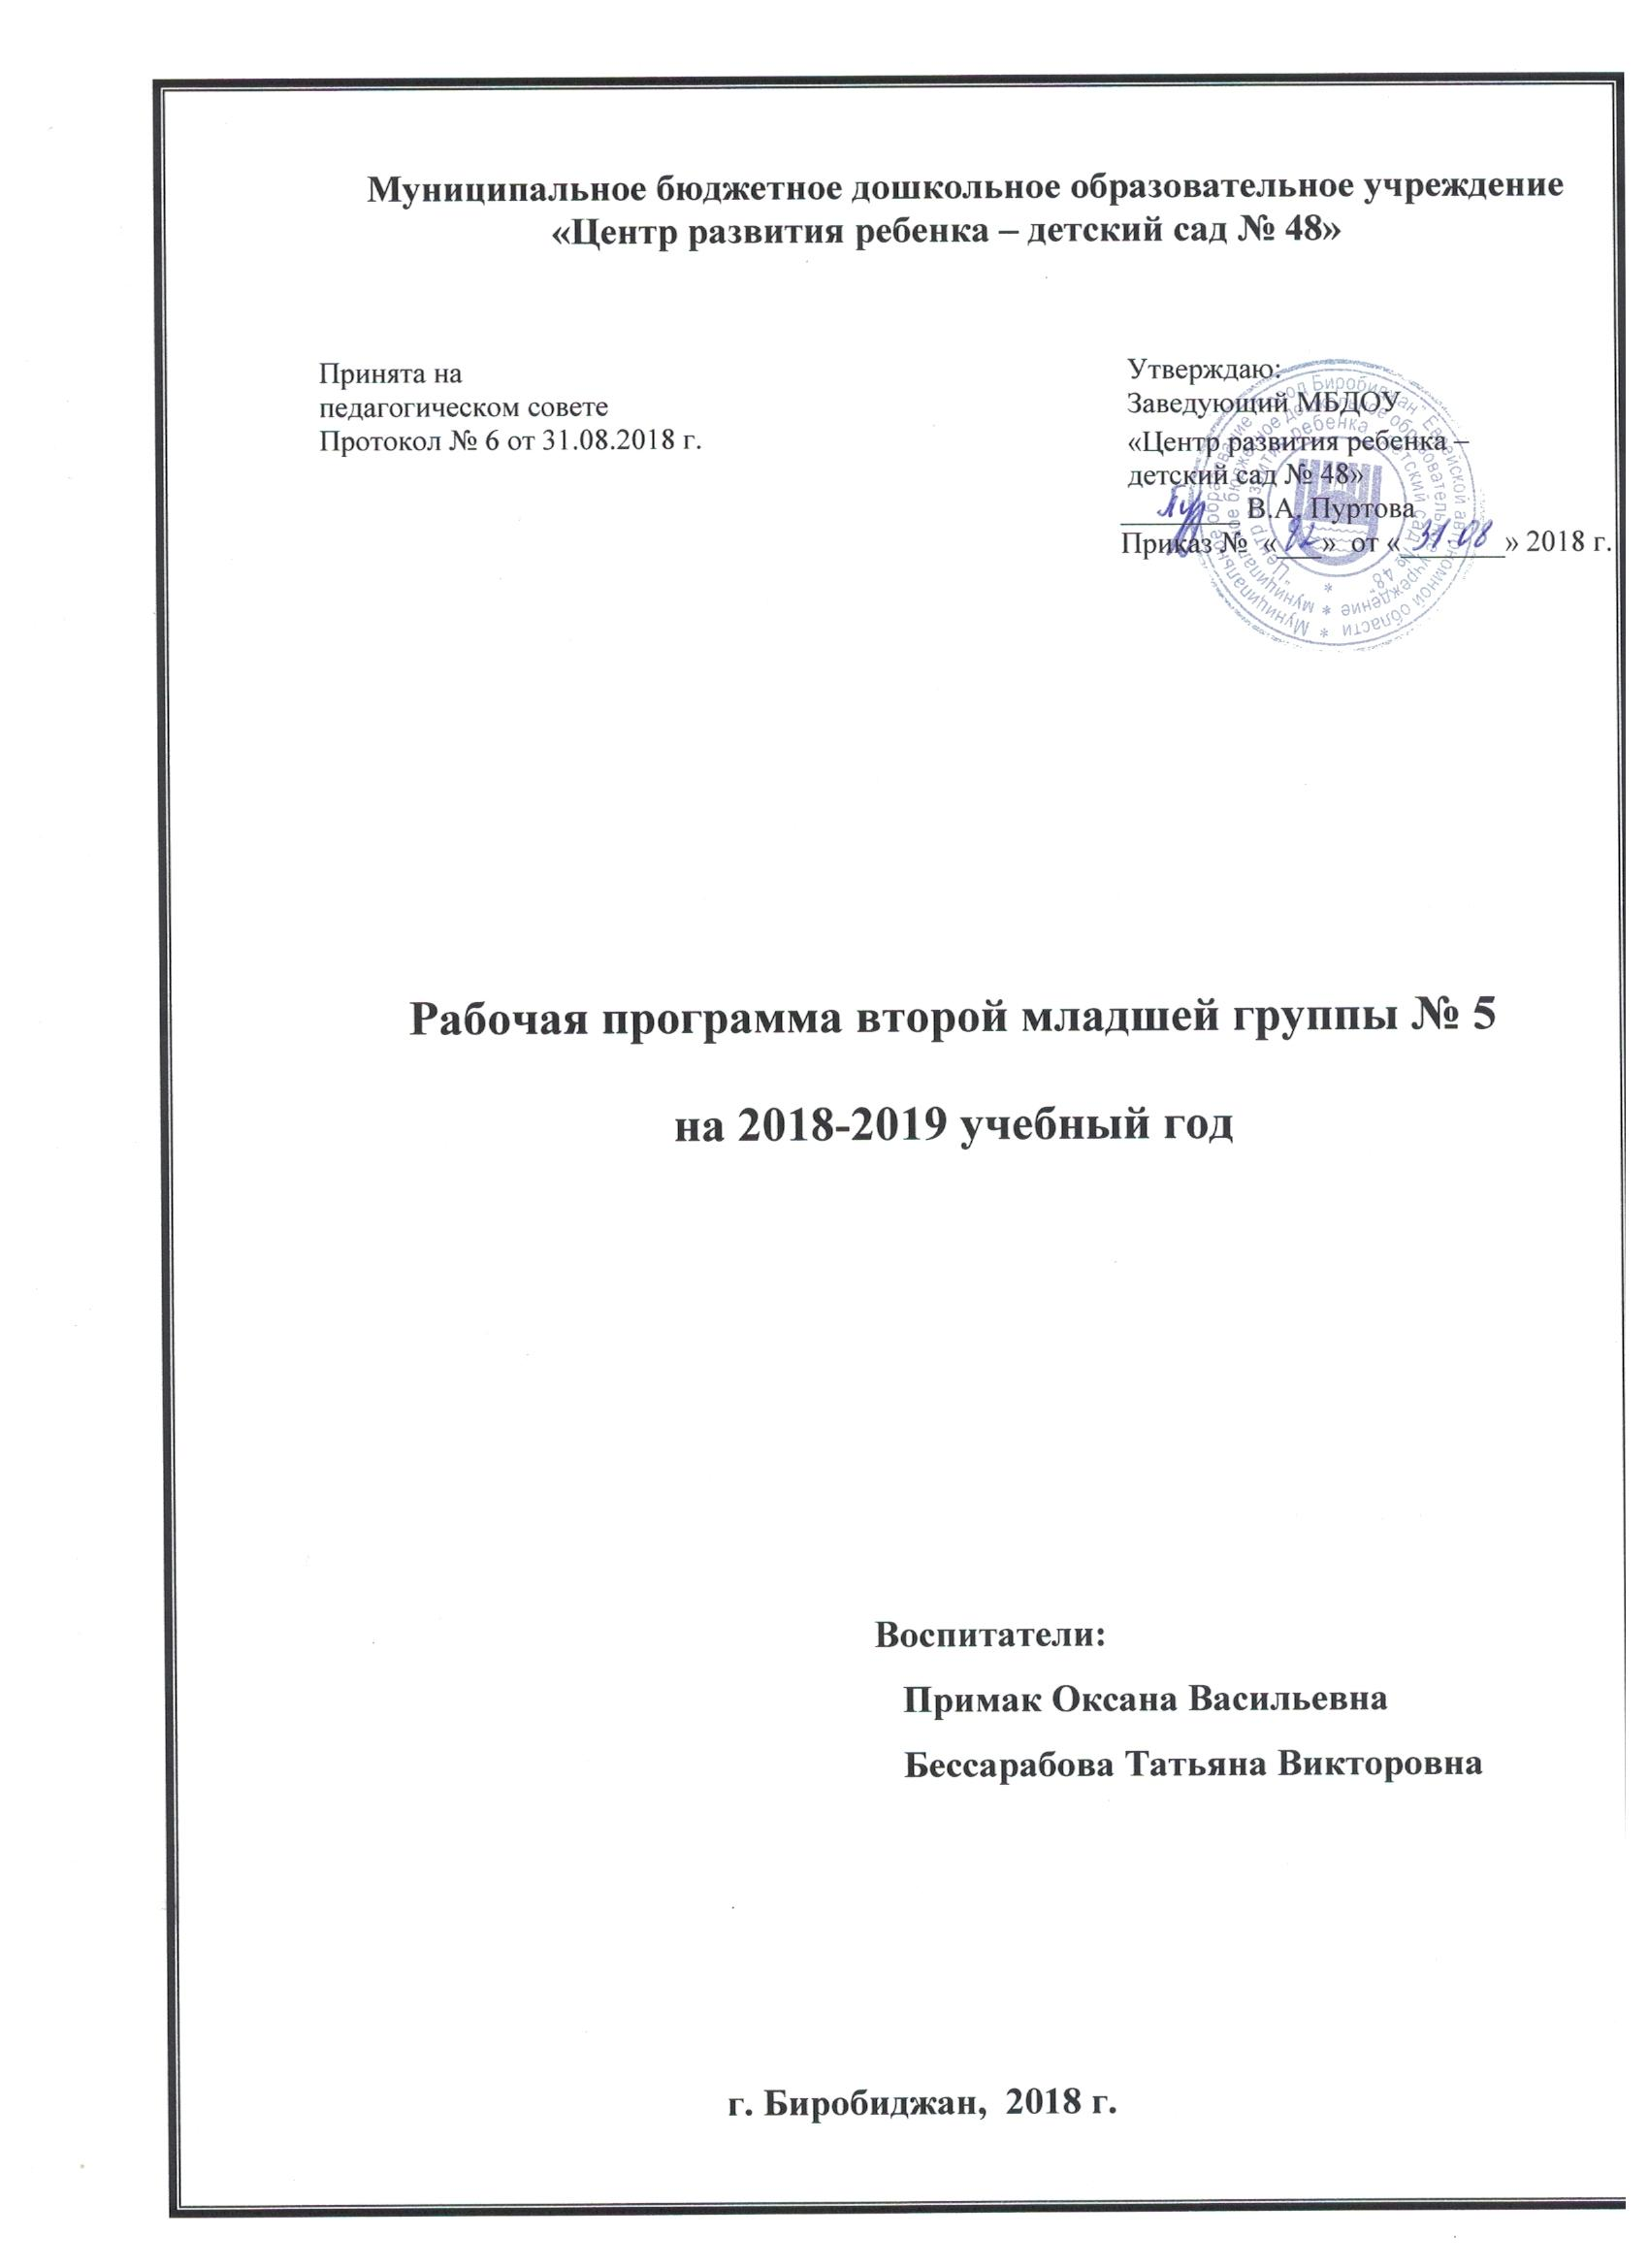 Муниципальное бюджетное дошкольное образовательное учреждение
«Центр развития ребенка – детский сад № 48»
Принята на
педагогическом совете
Протокол № 6 от 31.08.2018 г.
Утверждаю:
Заведующий МБДОУ
«Центр развития ребенка –
детский сад № 48»
В.А. Пуртова
Приказ № « » от « 31.08 » 2018 г.
Рабочая программа второй младшей группы № 5
на 2018-2019 учебный год
Воспитатели:
Примак Оксана Васильевна
Бессарабова Татьяна Викторовна
г. Биробиджан, 2018 г.